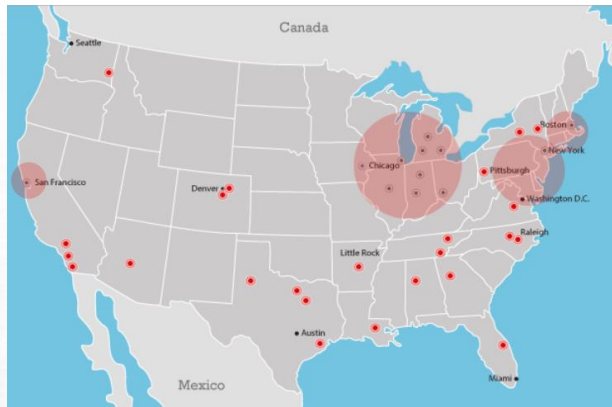 Canada
Seattle
Boston
New York
Chicago
Pittsburgh
San Francisco
Denver
Washington D.C.
Raleigh
Little Rock
Austin
Miami
Mexico